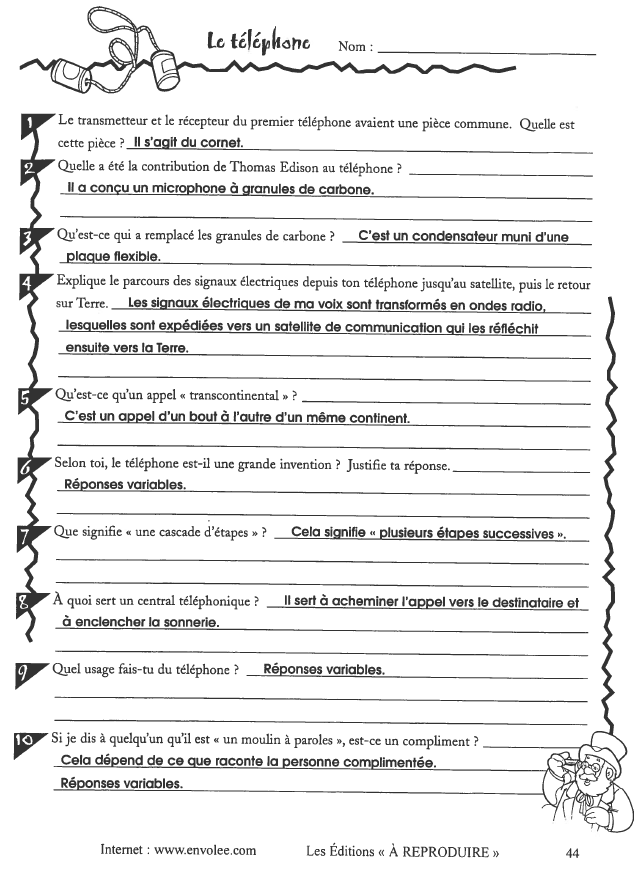 Le téléphone Nom :
1 Le transmetteur et le récepteur du premier téléphone avaient une pièce commune. Quelle est
cette pièce ? Il s'agit du cornet.
2 Quelle a été la contribution de Thomas Edison au téléphone ?
Il a conçu un microphone à granules de carbone.
3 Qu'est-ce qui a remplacé les granules de carbone ? C'est un condensateur muni d'une
plaque flexible.
4 Explique le parcours des signaux électriques depuis ton téléphone jusqu'au satellite, puis le retour
sur Terre. Les signaux électriques de ma voix sont transformés en ondes radio,
lesquelles sont expédiées vers un satellite de communication qui les réfléchit
ensuite vers la Terre.
5 Qu'est-ce qu'un appel « transcontinental » ?
C'est un appel d'un bout à l'autre d'un même continent.
6 Selon toi, le téléphone est-il une grande invention ? Justifie ta réponse.
Réponses variables.
7 Que signifie « une cascade d'étapes » ? Cela signifie « plusieurs étapes successives ».
8 À quoi sert un central téléphonique ? Il sert à acheminer l'appel vers le destinataire et
à enclencher la sonnerie.
9 Quel usage fais-tu du téléphone ? Réponses variables.
10 Si je dis à quelqu'un qu'il est « un moulin à paroles », est-ce un compliment ?
Cela dépend de ce que raconte la personne complimentée.
Réponses variables.
Internet : www.envolee.com Les Éditions « À REPRODUIRE » 44